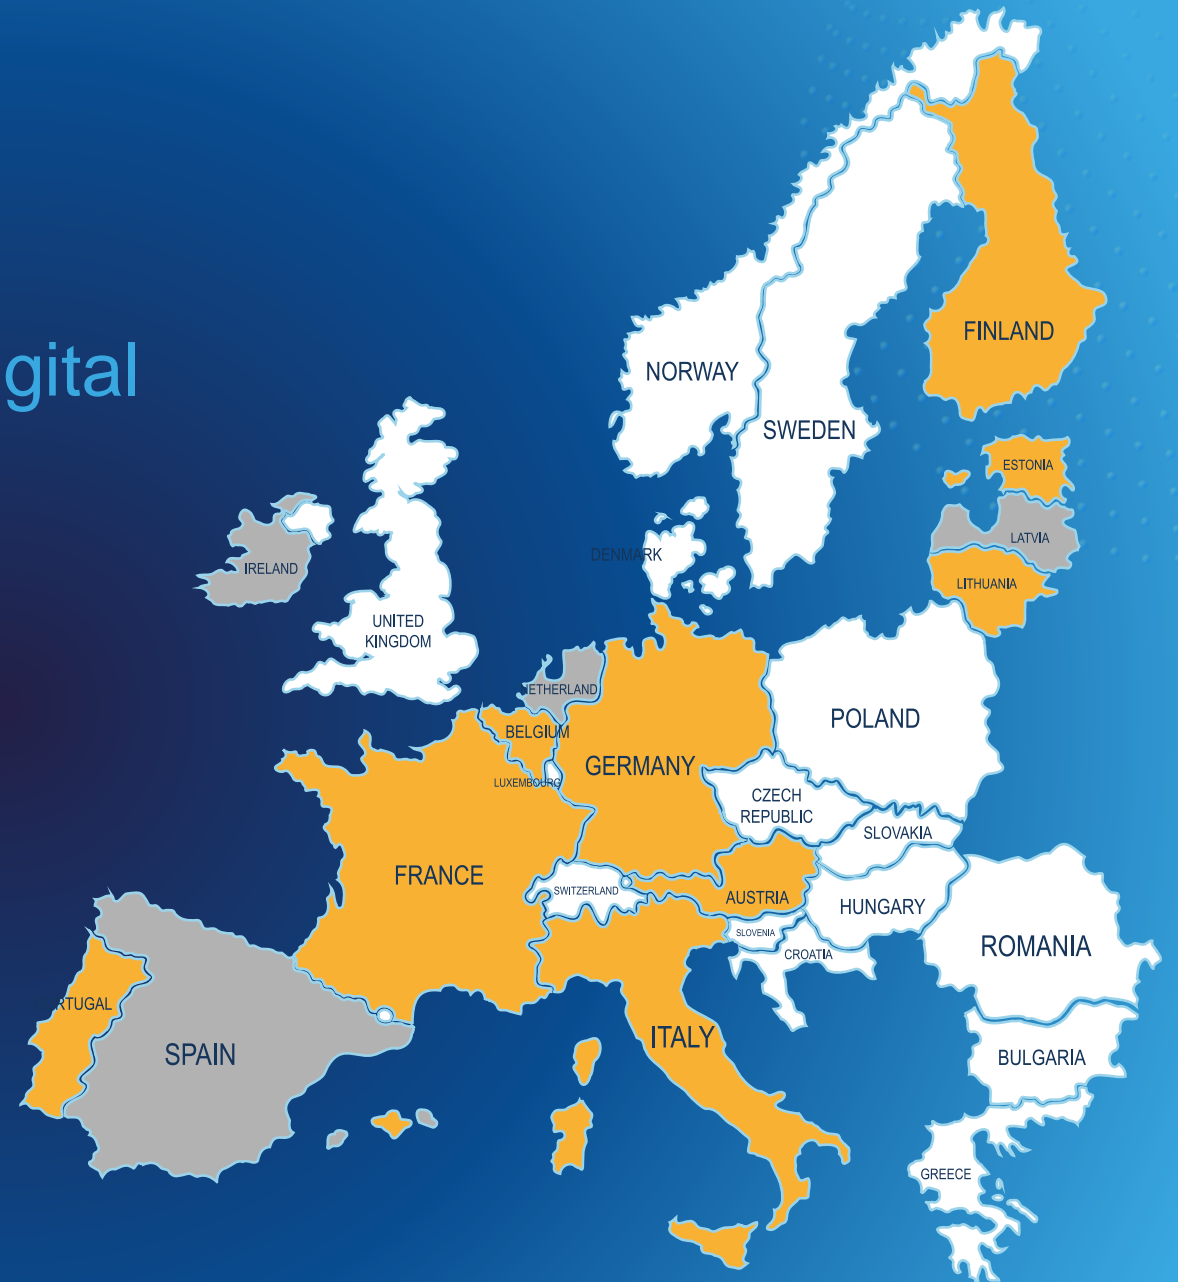 FINLAND
gital
NORWAY
SWEDEN
ESTONIA
LATVIA
DENMARK
IRELAND
LITHUANIA
UNITED
KINGDOM
ETHERLAND
POLAND
BELGIUM
GERMANY
LUXEMBOURG
CZECH
REPUBLIC
SLOVAKIA
FRANCE
SWITZERLAND
AUSTRIA
HUNGARY
SLOVENIA
ROMANIA
CROATIA
RTUGAL
ITALY
SPAIN
BULGARIA
GREECE